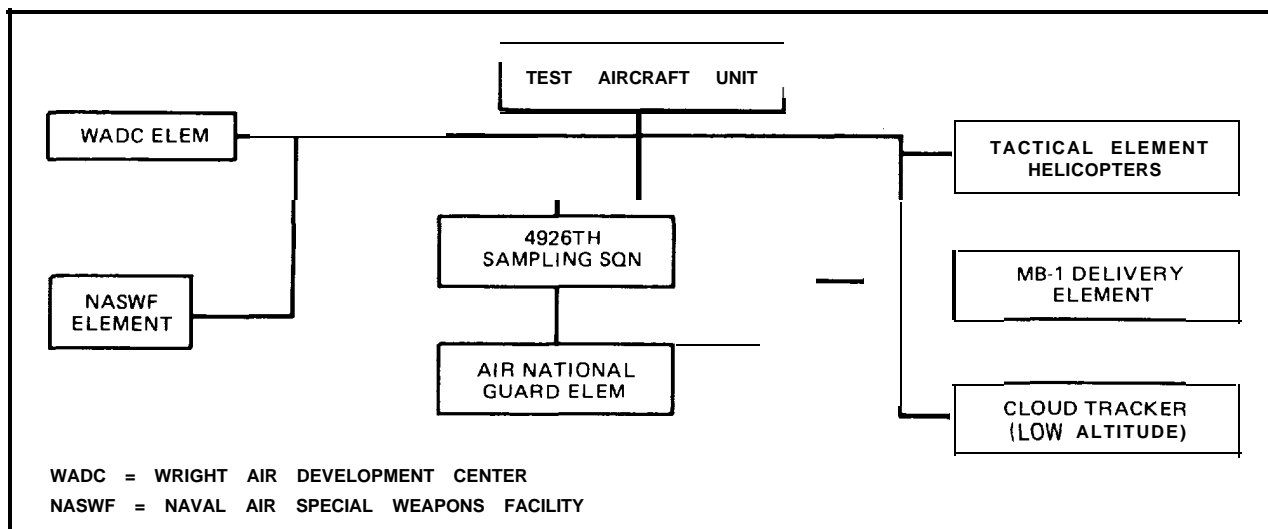 TEST AIRCRAFT UNIT
WADC ELEM
TACTICAL ELEMENT
HELICOPTERS
4926TH
SAMPLING SQN
MB-1 DELIVERY
ELEMENT
NASWF
ELEMENT
AIR NATIONAL
GUARD ELEM
CLOUD TRACKER
(LOW ALTITUDE)
WADC = WRIGHT AIR DEVELOPMENT CENTER
NASWF = NAVAL AIR SPECIAL WEAPONS FACILITY